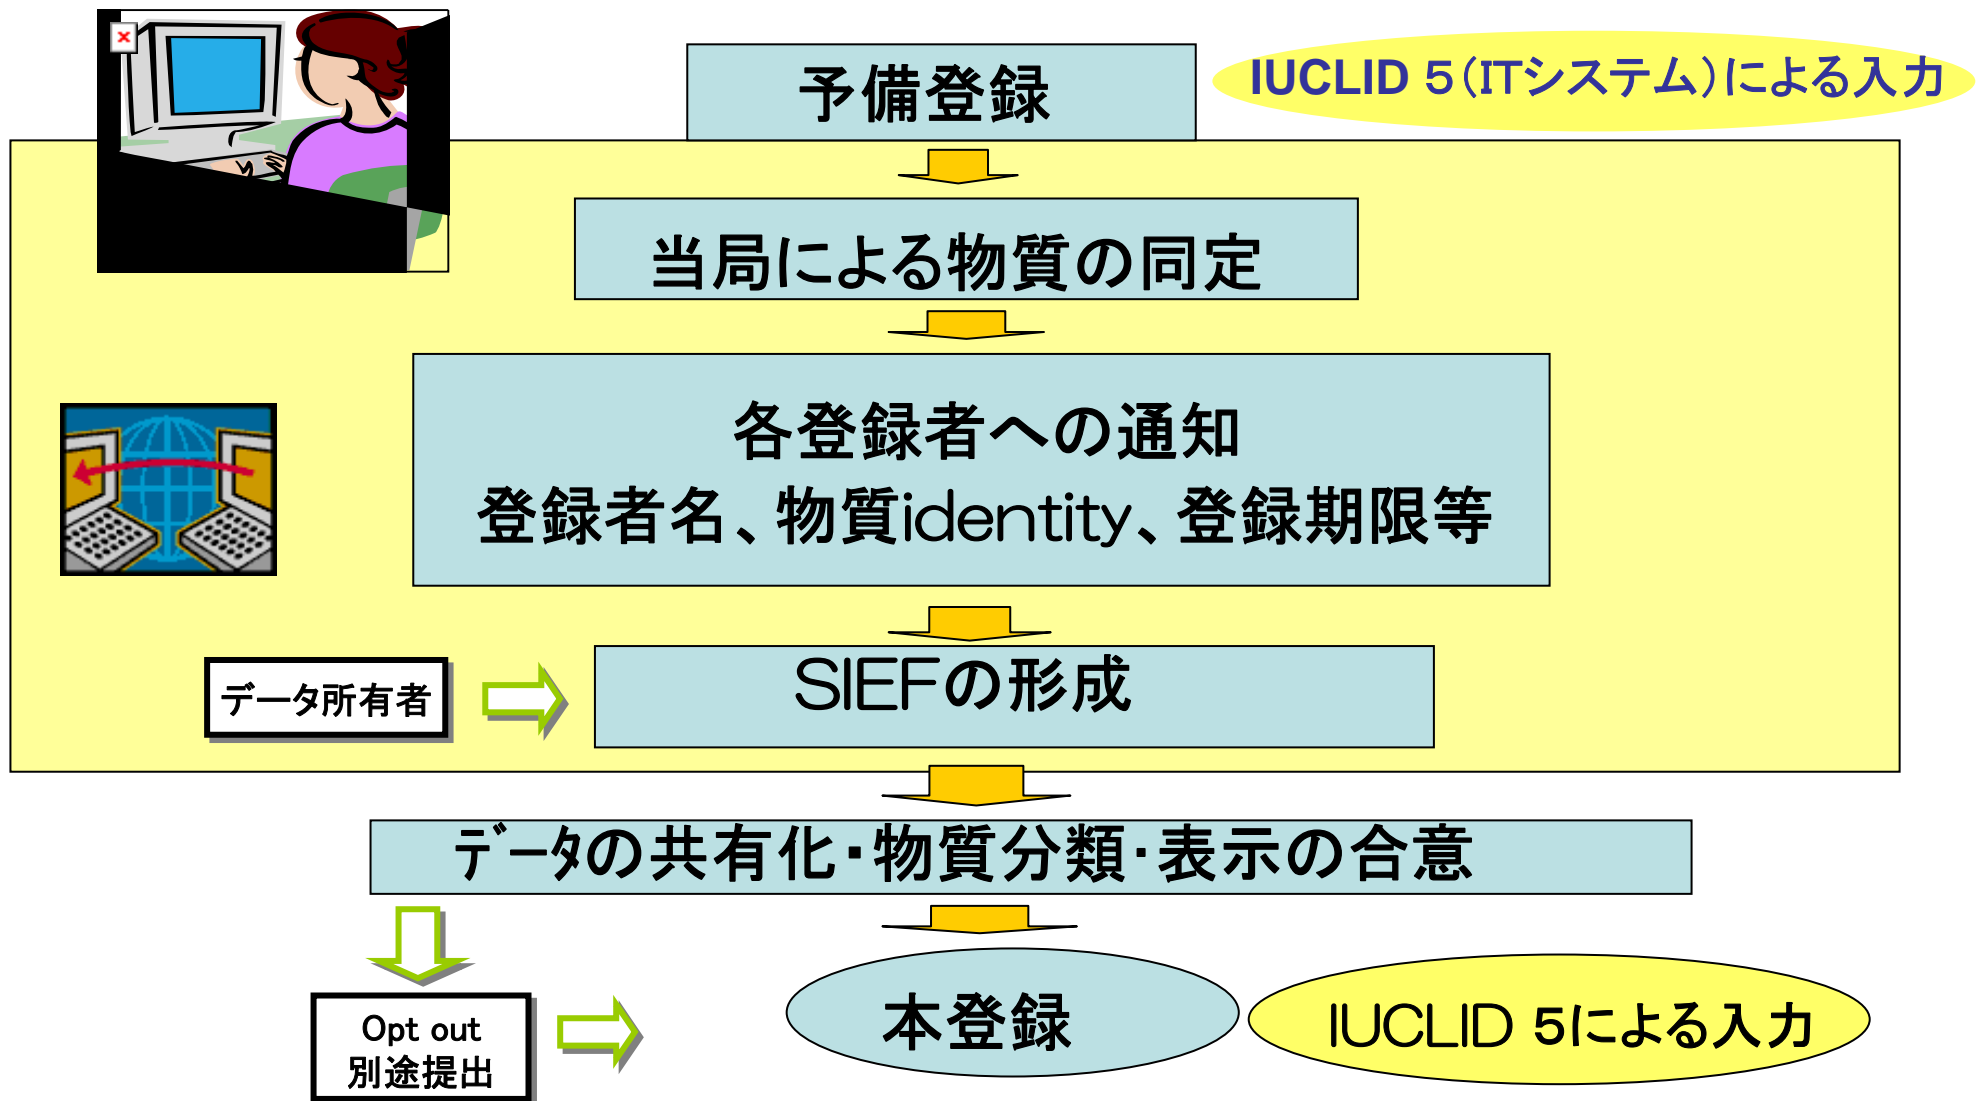 予備登録
IUCLID 5(ITシステム)による入力
当局による物質の同定
各登録者への通知
登録者名、物質identity、登録期限等
データ所有者
SIEFの形成
ﾃﾞｰﾀの共有化・物質分類・表示の合意
Opt out
別途提出
本登録
IUCLID 5による入力